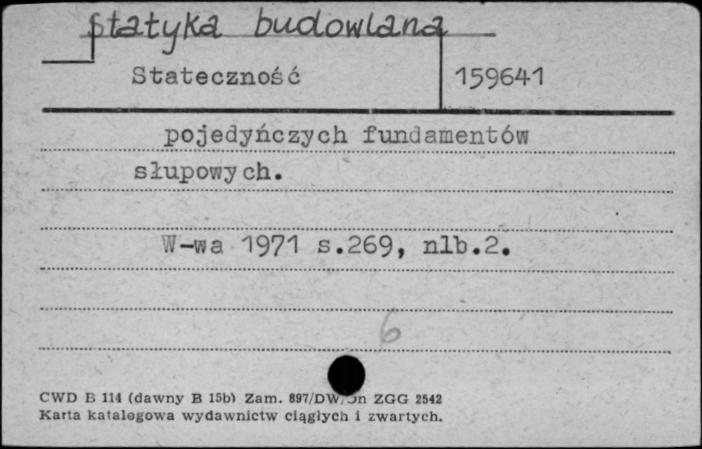 statyka budowlana
Stateczność 159641
pojedyńczych fundamentów
słupowych.
W-wa 1971 s.269, nlb.2.
6
CWD B 114 (dawny B 15b) Zam. 897/DW/Dn ZGG 2542
Karta katalogowa wydawnictw ciągłych i zwartych.